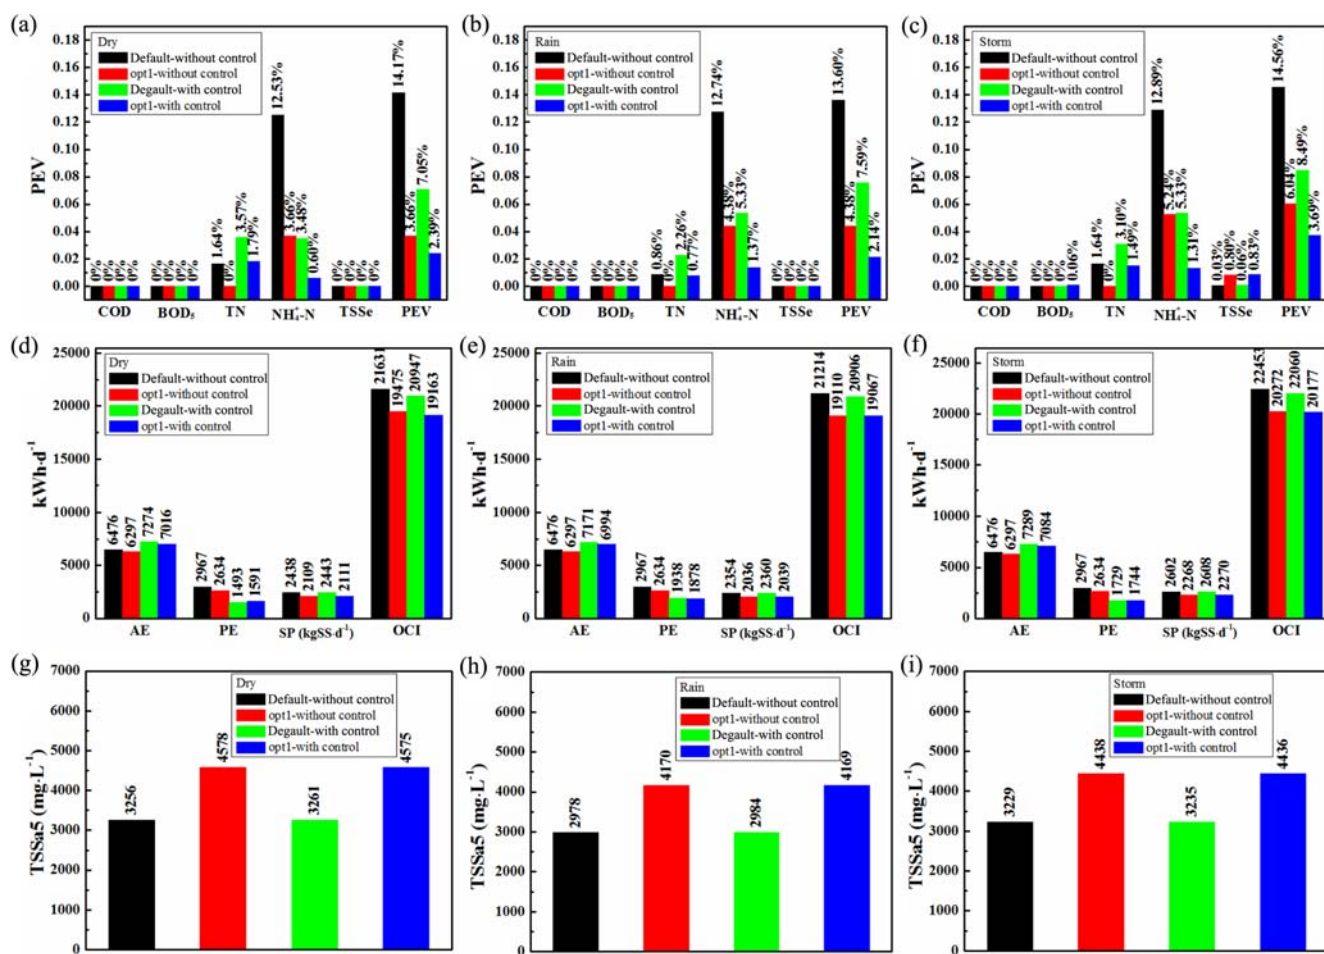 (a)
0.18
0.16
0.14
0.12
0.10
0.08
0.06
0.04
0.02
0.00
PEV
Dry
Default-without control
opt1-without control
Degault-with control
opt1-with control
0% 0% 0% 0%
0% 0% 0% 0%
1.64% 0% 3.57% 1.79%
12.53% 3.66% 3.48% 0.60%
0% 0% 0% 0%
14.17% 3.66% 7.05% 2.39%
COD BOD₅ TN NH₄⁺-N TSSe PEV
(b)
0.18
0.16
0.14
0.12
0.10
0.08
0.06
0.04
0.02
0.00
PEV
Rain
Default-without control
opt1-without control
Degault-with control
opt1-with control
0% 0% 0% 0%
0% 0% 0% 0%
0.86% 0% 2.26% 0.77%
12.74% 4.38% 5.33% 1.37%
0% 0% 0% 0%
13.60% 4.38% 7.59% 2.14%
COD BOD₅ TN NH₄⁺-N TSSe PEV
(c)
0.18
0.16
0.14
0.12
0.10
0.08
0.06
0.04
0.02
0.00
PEV
Storm
Default-without control
opt1-without control
Degault-with control
opt1-with control
0% 0% 0% 0%
0% 0% 0% 0.06%
1.64% 0% 3.10% 1.49%
12.89% 5.24% 5.33% 1.31%
0.03% 0.80% 0.06% 0.83%
14.56% 6.04% 8.49% 3.69%
COD BOD₅ TN NH₄⁺-N TSSe PEV
(d)
25000
20000
15000
10000
5000
0
kWh·d⁻¹
Dry
Default-without control
opt1-without control
Degault-with control
opt1-with control
6476 6297 7274 7016
2967 2634 1493 1591
2438 2109 2443 2111
21631 19475 20947 19163
AE PE SP (kgSS·d⁻¹) OCI
(e)
25000
20000
15000
10000
5000
0
kWh·d⁻¹
Rain
Default-without control
opt1-without control
Degault-with control
opt1-with control
6476 6297 7171 6994
2967 2634 1938 1878
2354 2036 2360 2039
21214 19110 20906 19067
AE PE SP (kgSS·d⁻¹) OCI
(f)
25000
20000
15000
10000
5000
0
kWh·d⁻¹
Storm
Default-without control
opt1-without control
Degault-with control
opt1-with control
6476 6297 7289 7084
2967 2634 1729 1744
2602 2268 2608 2270
22453 20272 22060 20177
AE PE SP (kgSS·d⁻¹) OCI
(g)
7000
6000
5000
4000
3000
2000
1000
0
TSSa5 (mg·L⁻¹)
Dry
Default-without control
opt1-without control
Degault-with control
opt1-with control
3256 4578 3261 4575
(h)
7000
6000
5000
4000
3000
2000
1000
0
TSSa5 (mg·L⁻¹)
Rain
Default-without control
opt1-without control
Degault-with control
opt1-with control
2978 4170 2984 4169
(i)
7000
6000
5000
4000
3000
2000
1000
0
TSSa5 (mg·L⁻¹)
Storm
Default-without control
opt1-without control
Degault-with control
opt1-with control
3229 4438 3235 4436